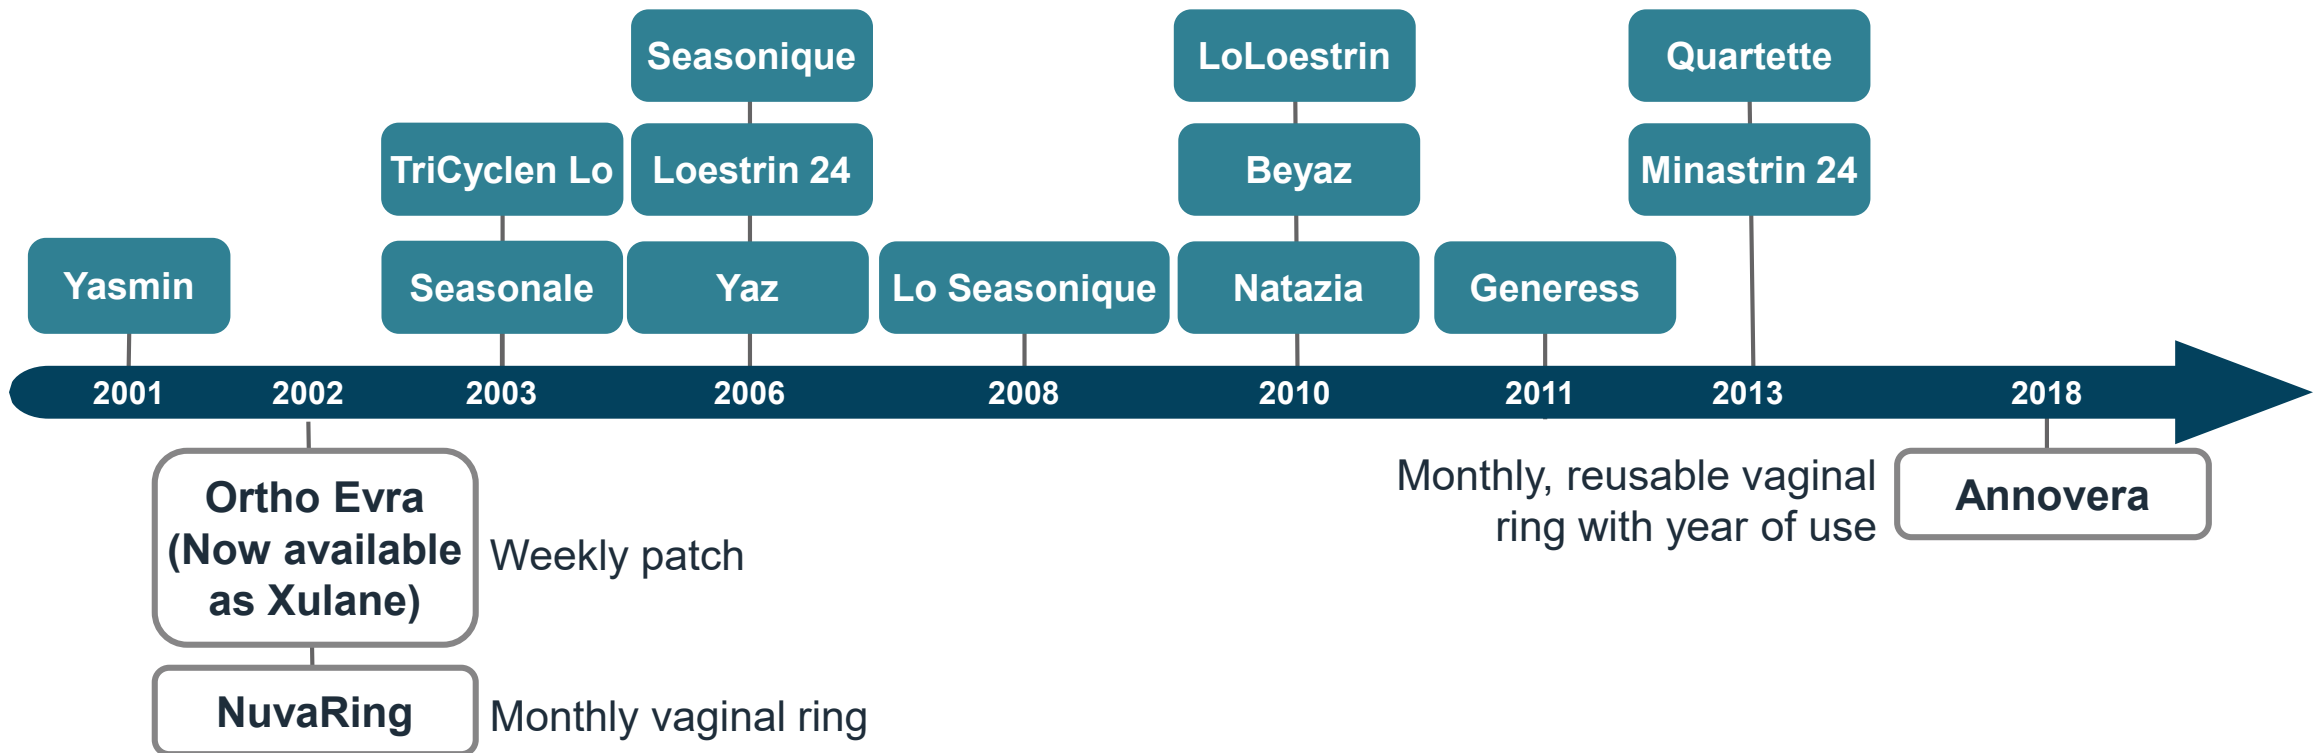 Seasonique
LoLoestrin
Quartette
TriCyclen Lo
Loestrin 24
Beyaz
Minastrin 24
Yasmin
Seasonale
Yaz
Lo Seasonique
Natazia
Generess
2001
2002
2003
2006
2008
2010
2011
2013
2018
Ortho Evra
(Now available
as Xulane)
Weekly patch
NuvaRing
Monthly vaginal ring
Monthly, reusable vaginal
ring with year of use
Annovera